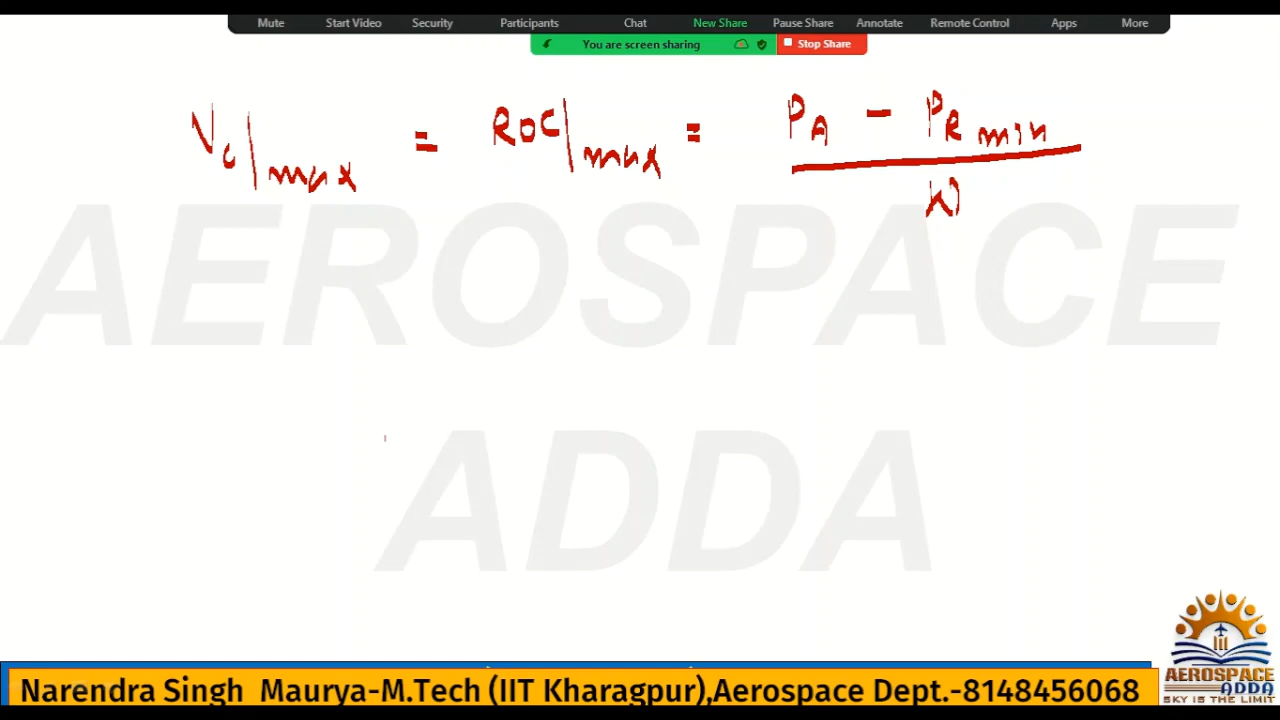 Mute Start Video Security Participants Chat New Share Pause Share Annotate Remote Control Apps More
You are screen sharing Stop Share
Vc|max = ROC|max = PA - PR min
W
AEROSPACE
ADDA
Narendra Singh Maurya-M.Tech (IIT Kharagpur),Aerospace Dept.-8148456068
AEROSPACE
ADDA
SKY IS THE LIMIT